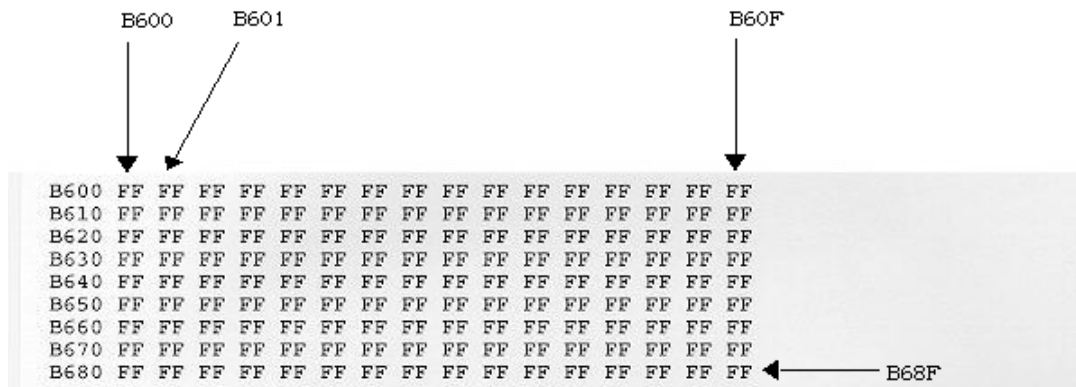 B600 B601 B60F
B600 FF FF FF FF FF FF FF FF FF FF FF FF FF FF FF FF
B610 FF FF FF FF FF FF FF FF FF FF FF FF FF FF FF FF
B620 FF FF FF FF FF FF FF FF FF FF FF FF FF FF FF FF
B630 FF FF FF FF FF FF FF FF FF FF FF FF FF FF FF FF
B640 FF FF FF FF FF FF FF FF FF FF FF FF FF FF FF FF
B650 FF FF FF FF FF FF FF FF FF FF FF FF FF FF FF FF
B660 FF FF FF FF FF FF FF FF FF FF FF FF FF FF FF FF
B670 FF FF FF FF FF FF FF FF FF FF FF FF FF FF FF FF
B680 FF FF FF FF FF FF FF FF FF FF FF FF FF FF FF FF B68F